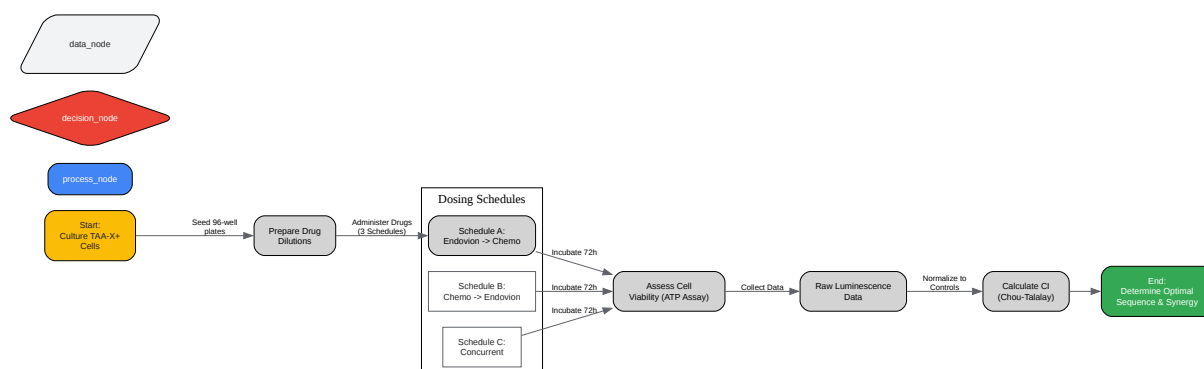 data_node
decision_node
process_node
Start:
Culture TAA-X+
Cells
Seed 96-well
plates
Prepare Drug
Dilutions
Administer Drugs
(3 Schedules)
Dosing Schedules
Schedule A:
Endovion -> Chemo
Schedule B:
Chemo -> Endovion
Schedule C:
Concurrent
Incubate 72h
Incubate 72h
Incubate 72h
Assess Cell
Viability (ATP Assay)
Collect Data
Raw Luminescence
Data
Normalize to
Controls
Calculate CI
(Chou-Talalay)
End:
Determine Optimal
Sequence & Synergy